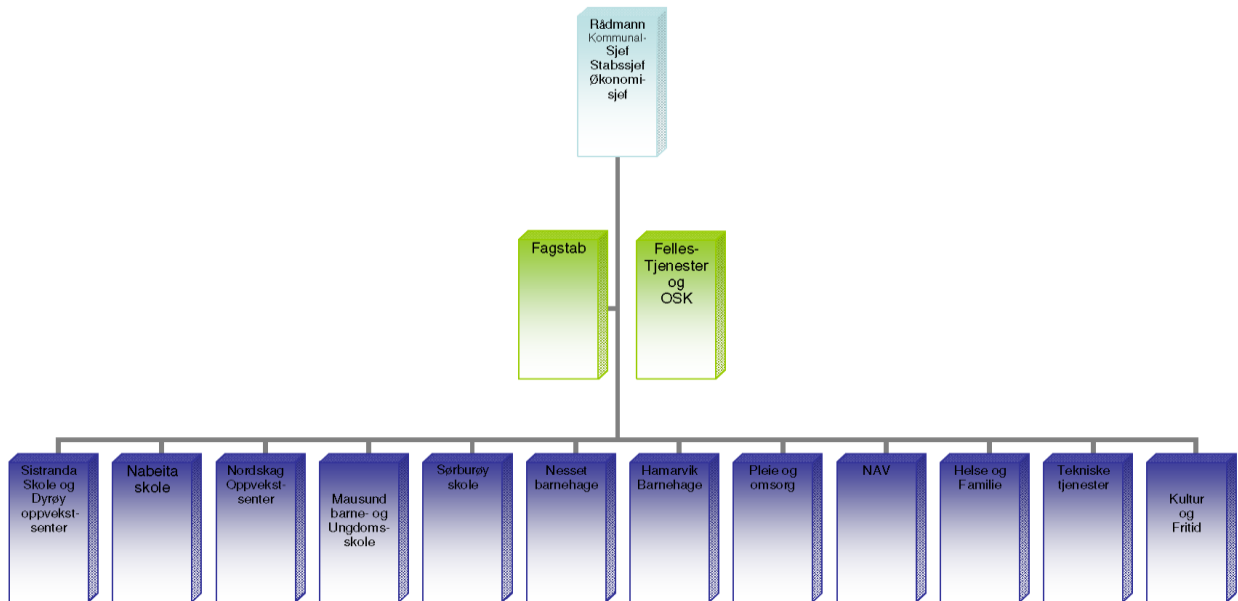 Rådmann
Kommunal-
Sjef
Stabssjef
Økonomi-
sjef
Fagstab
Felles-
Tjenester
og
OSK
Sistranda
Skole og
Dyrøy
oppvekst-
senter
Nabeita
skole
Nordskag
Oppvekst-
senter
Mausund
barne- og
Ungdoms-
skole
Sørburøy
skole
Nesset
barnehage
Hamarvik
Barnehage
Pleie og
omsorg
NAV
Helse og
Familie
Tekniske
tjenester
Kultur
og
Fritid